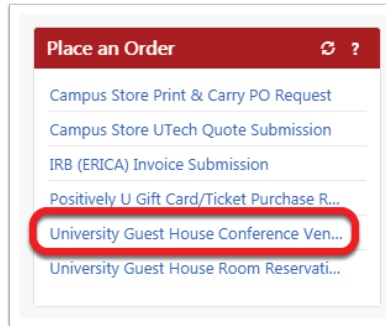 Place an Order ?
Campus Store Print & Carry PO Request
Campus Store UTech Quote Submission
IRB (ERICA) Invoice Submission
Positively U Gift Card/Ticket Purchase R...
University Guest House Conference Ven...
University Guest House Room Reservati...